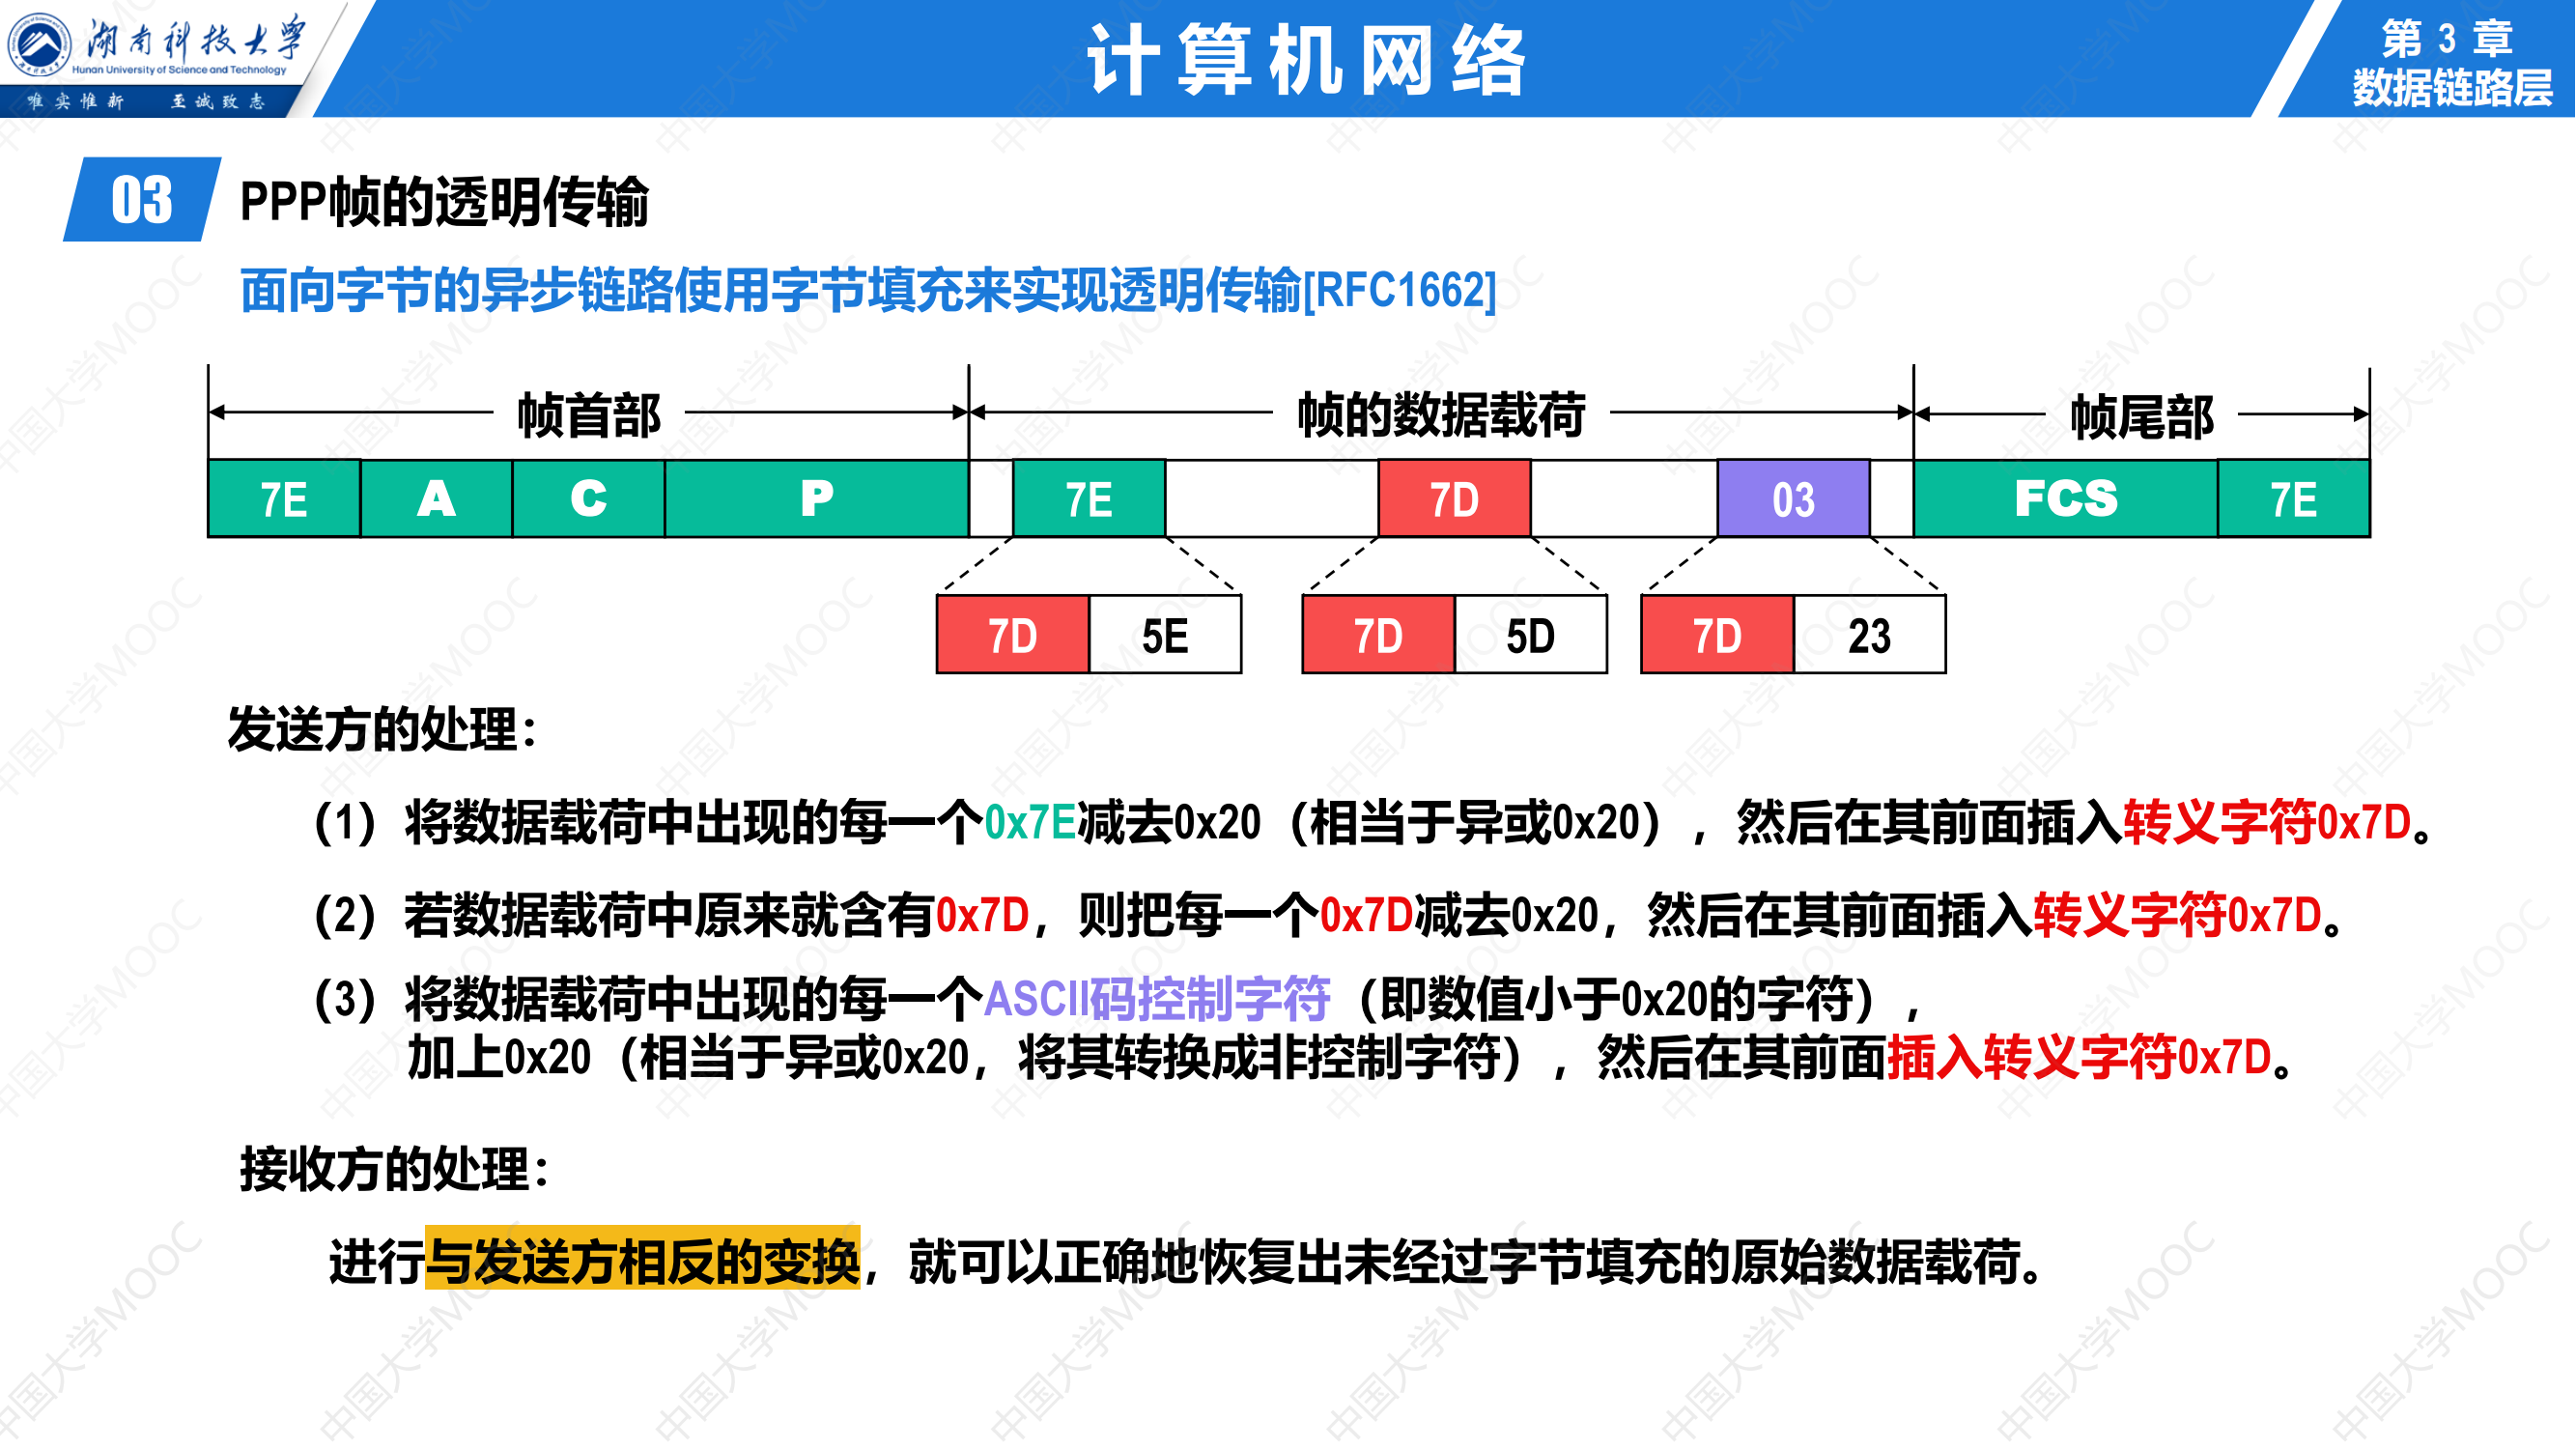 湖南科技大学
Hunan University of Science and Technology
唯实惟新 至诚致志
计算机网络
第 3 章
数据链路层
03
PPP帧的透明传输
面向字节的异步链路使用字节填充来实现透明传输[RFC1662]
帧首部 帧的数据载荷 帧尾部
7E A C P 7E 7D 03 FCS 7E
7D 5E 7D 5D 7D 23
发送方的处理：
（1）将数据载荷中出现的每一个0x7E减去0x20（相当于异或0x20），然后在其前面插入转义字符0x7D。
（2）若数据载荷中原来就含有0x7D，则把每一个0x7D减去0x20，然后在其前面插入转义字符0x7D。
（3）将数据载荷中出现的每一个ASCII码控制字符（即数值小于0x20的字符），
加上0x20（相当于异或0x20，将其转换成非控制字符），然后在其前面插入转义字符0x7D。
接收方的处理：
进行与发送方相反的变换，就可以正确地恢复出未经过字节填充的原始数据载荷。
中国大学MOOC